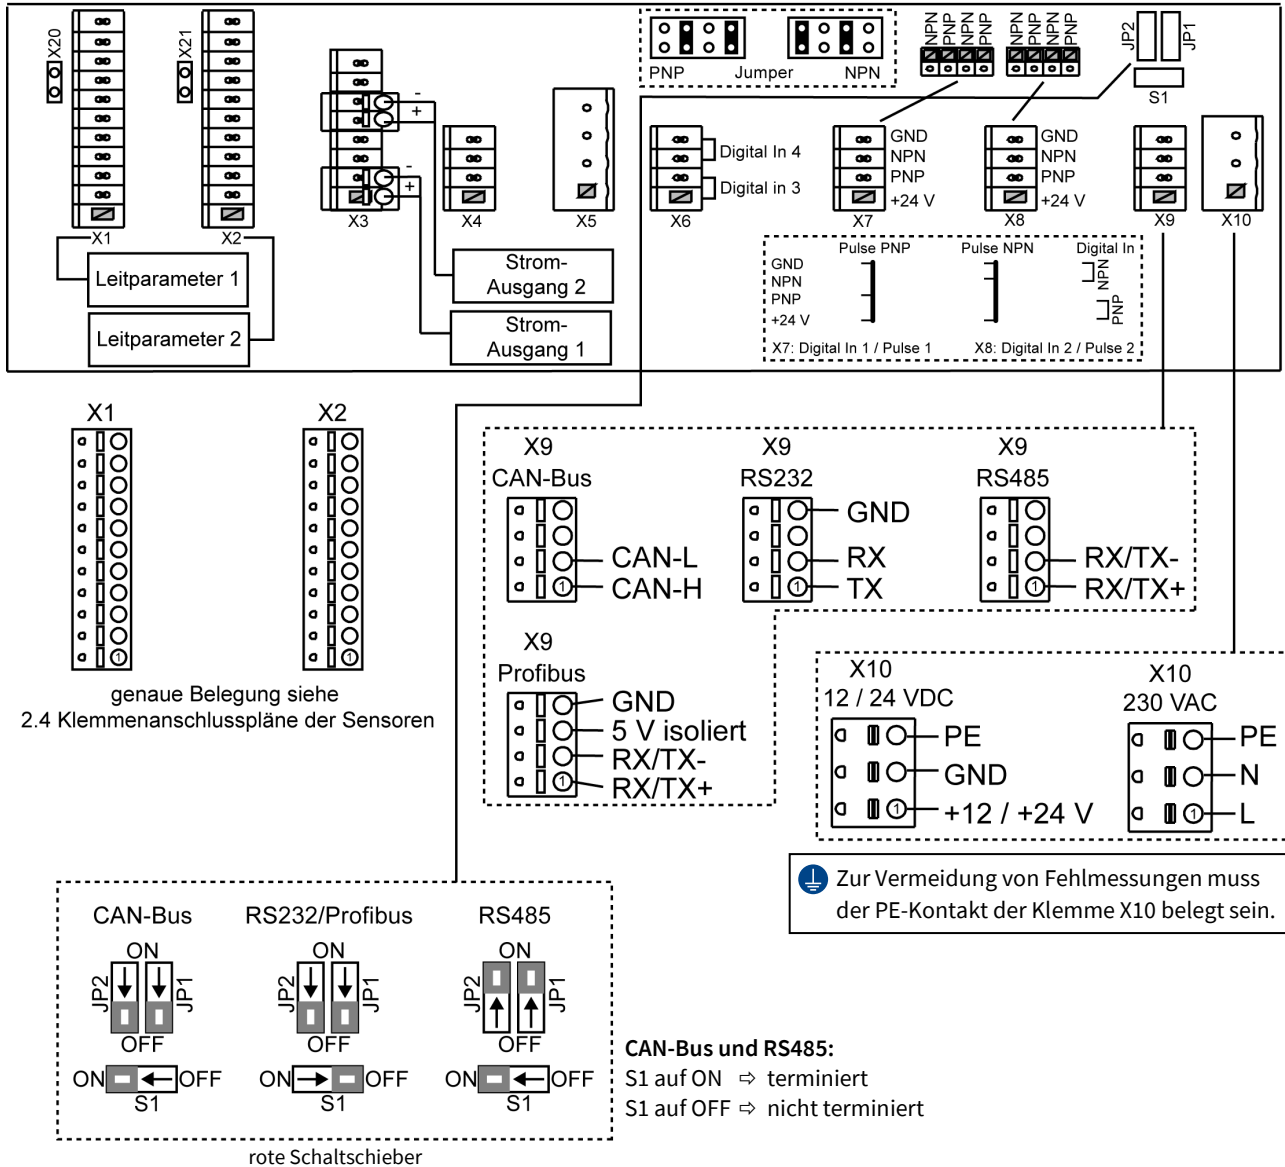 X20
X21
PNP
Jumper
NPN
NPN
PNP
NPN
PNP
NPN
PNP
NPN
PNP
JP2
JP1
S1
-
+
-
+
Digital In 4
Digital in 3
GND
NPN
PNP
+24 V
GND
NPN
PNP
+24 V
X1
X2
X3
X4
X5
X6
X7
X8
X9
X10
Leitparameter 1
Leitparameter 2
Strom-
Ausgang 2
Strom-
Ausgang 1
Pulse PNP
Pulse NPN
Digital In
GND
NPN
PNP
+24 V
NPN
PNP
X7: Digital In 1 / Pulse 1
X8: Digital In 2 / Pulse 2
X1
X2
1
1
genaue Belegung siehe
2.4 Klemmenanschlusspläne der Sensoren
X9
CAN-Bus
CAN-L
CAN-H
1
X9
RS232
GND
RX
TX
1
X9
RS485
RX/TX-
RX/TX+
1
X9
Profibus
GND
5 V isoliert
RX/TX-
RX/TX+
1
X10
12 / 24 VDC
PE
GND
+12 / +24 V
1
X10
230 VAC
PE
N
L
1
Zur Vermeidung von Fehlmessungen muss
der PE-Kontakt der Klemme X10 belegt sein.
CAN-Bus
ON
JP2
JP1
OFF
ON
OFF
S1
RS232/Profibus
ON
JP2
JP1
OFF
ON
OFF
S1
RS485
ON
JP2
JP1
OFF
ON
OFF
S1
CAN-Bus und RS485:
S1 auf ON ⇨ terminiert
S1 auf OFF ⇨ nicht terminiert
rote Schaltschieber